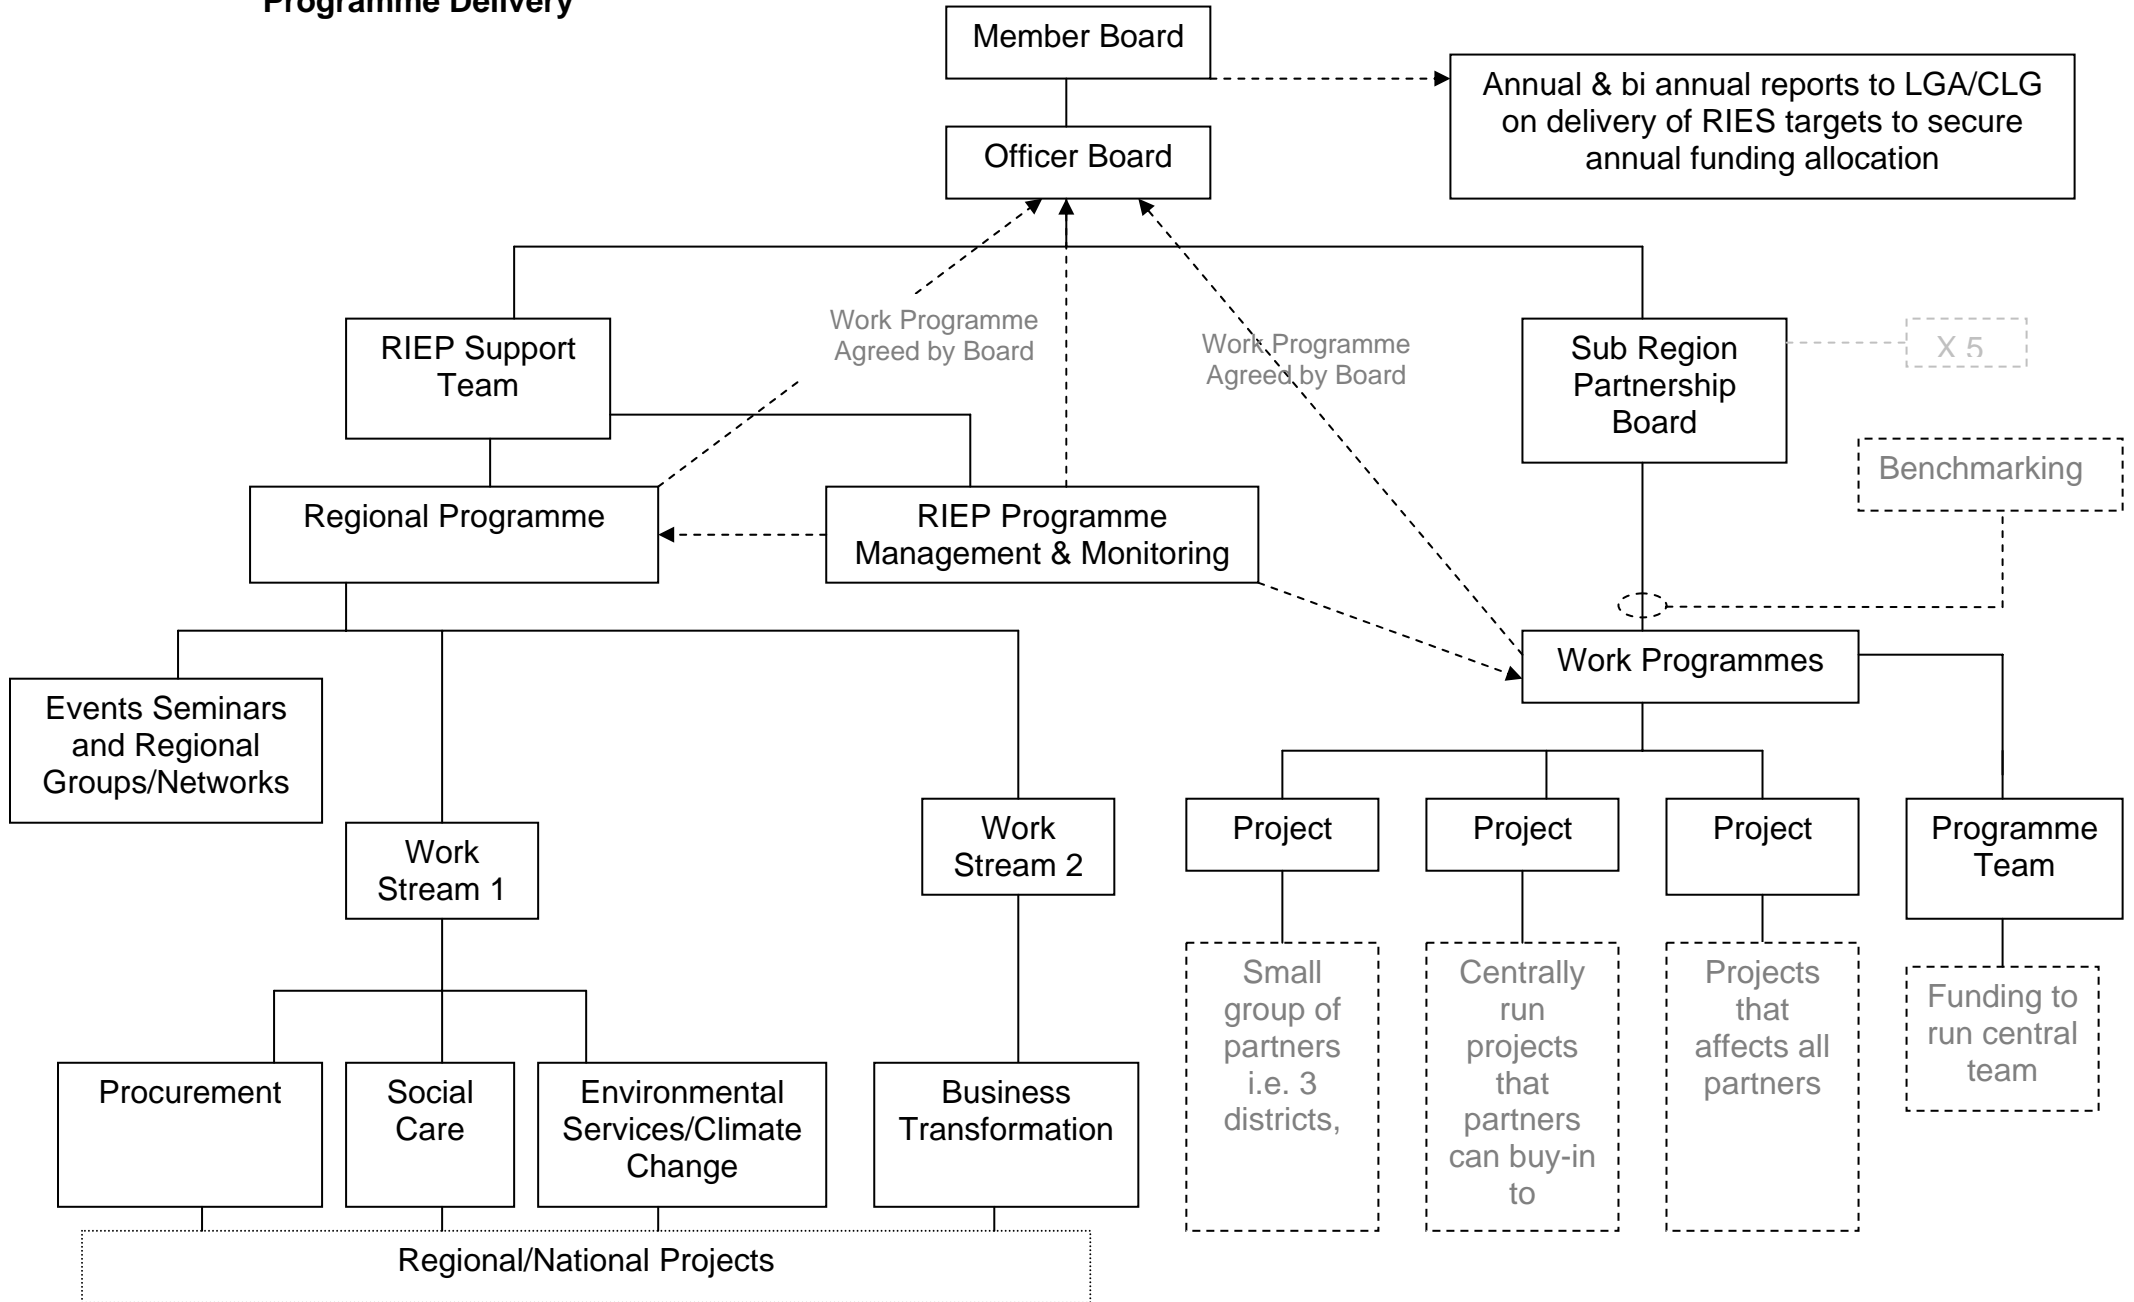 Programme Delivery
Member Board
Annual & bi annual reports to LGA/CLG
on delivery of RIES targets to secure
annual funding allocation
Officer Board
Work Programme
Agreed by Board
Work Programme
Agreed by Board
RIEP Support
Team
Sub Region
Partnership
Board
X 5
Benchmarking
Regional Programme
RIEP Programme
Management & Monitoring
Work Programmes
Events Seminars
and Regional
Groups/Networks
Work
Stream 1
Work
Stream 2
Project
Project
Project
Programme
Team
Small
group of
partners
i.e. 3
districts,
Centrally
run
projects
that
partners
can buy-in
to
Projects
that
affects all
partners
Funding to
run central
team
Procurement
Social
Care
Environmental
Services/Climate
Change
Business
Transformation
Regional/National Projects